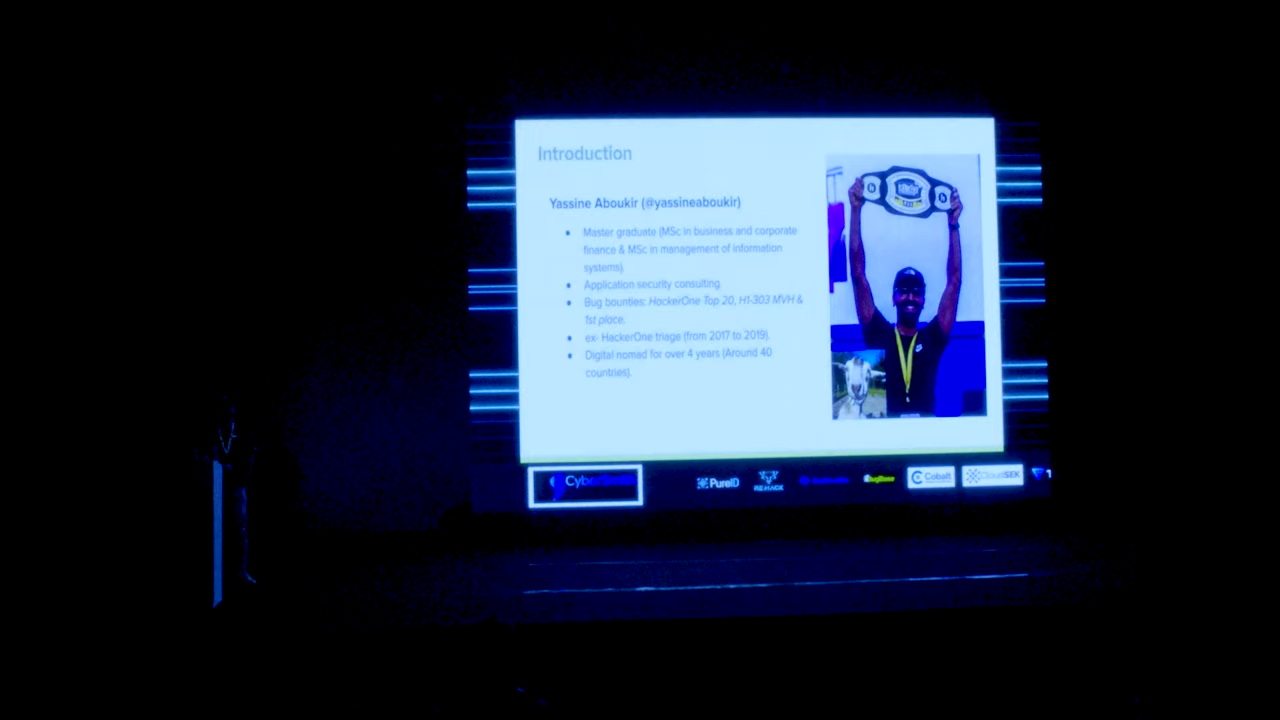 Introduction
Yassine Aboukir (@yassineaboukir)
Master graduate (MSc in business and corporate
finance & MSc in management of information
systems).
Application security consulting.
Bug bounties: HackerOne Top 20, H1-303 MVH &
1st place.
ex- HackerOne triage (from 2017 to 2019).
Digital nomad for over 4 years (Around 40
countries).
PureID
Cobalt
CloudSEK